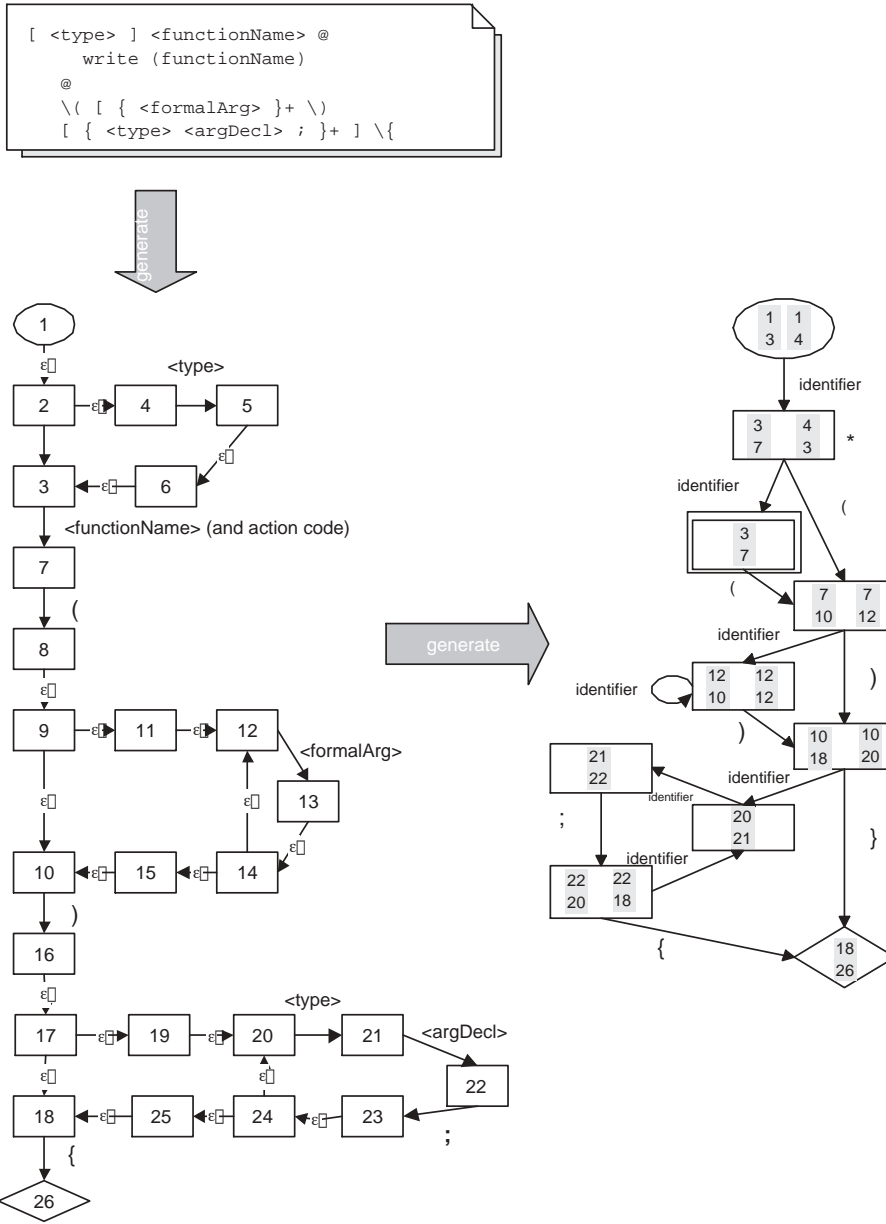 [ <type> ] <functionName> @
write (functionName)
@
\( [ { <formalArg> }+ \)
[ { <type> <argDecl> ; }+ ] \{
generate
1
ε
<type>
2 ε 4 5
ε
3 ε 6
<functionName> (and action code)
7
(
8
ε
9 ε 11 ε 12
<formalArg>
13
ε ε
ε
10 ε 15 ε 14
)
16
ε
<type>
17 ε 19 ε 20 21
<argDecl>
ε ε
22
18 ε 25 ε 24 ε 23
;
{
26
generate
1 1
3 4
identifier
3 4
7 3
*
identifier
(
3
7
(
7 7
10 12
identifier
identifier
12 12
10 12
)
)
10 10
18 20
21
22
identifier
identifier
;
20
21
}
identifier
22 22
20 18
{
18
26